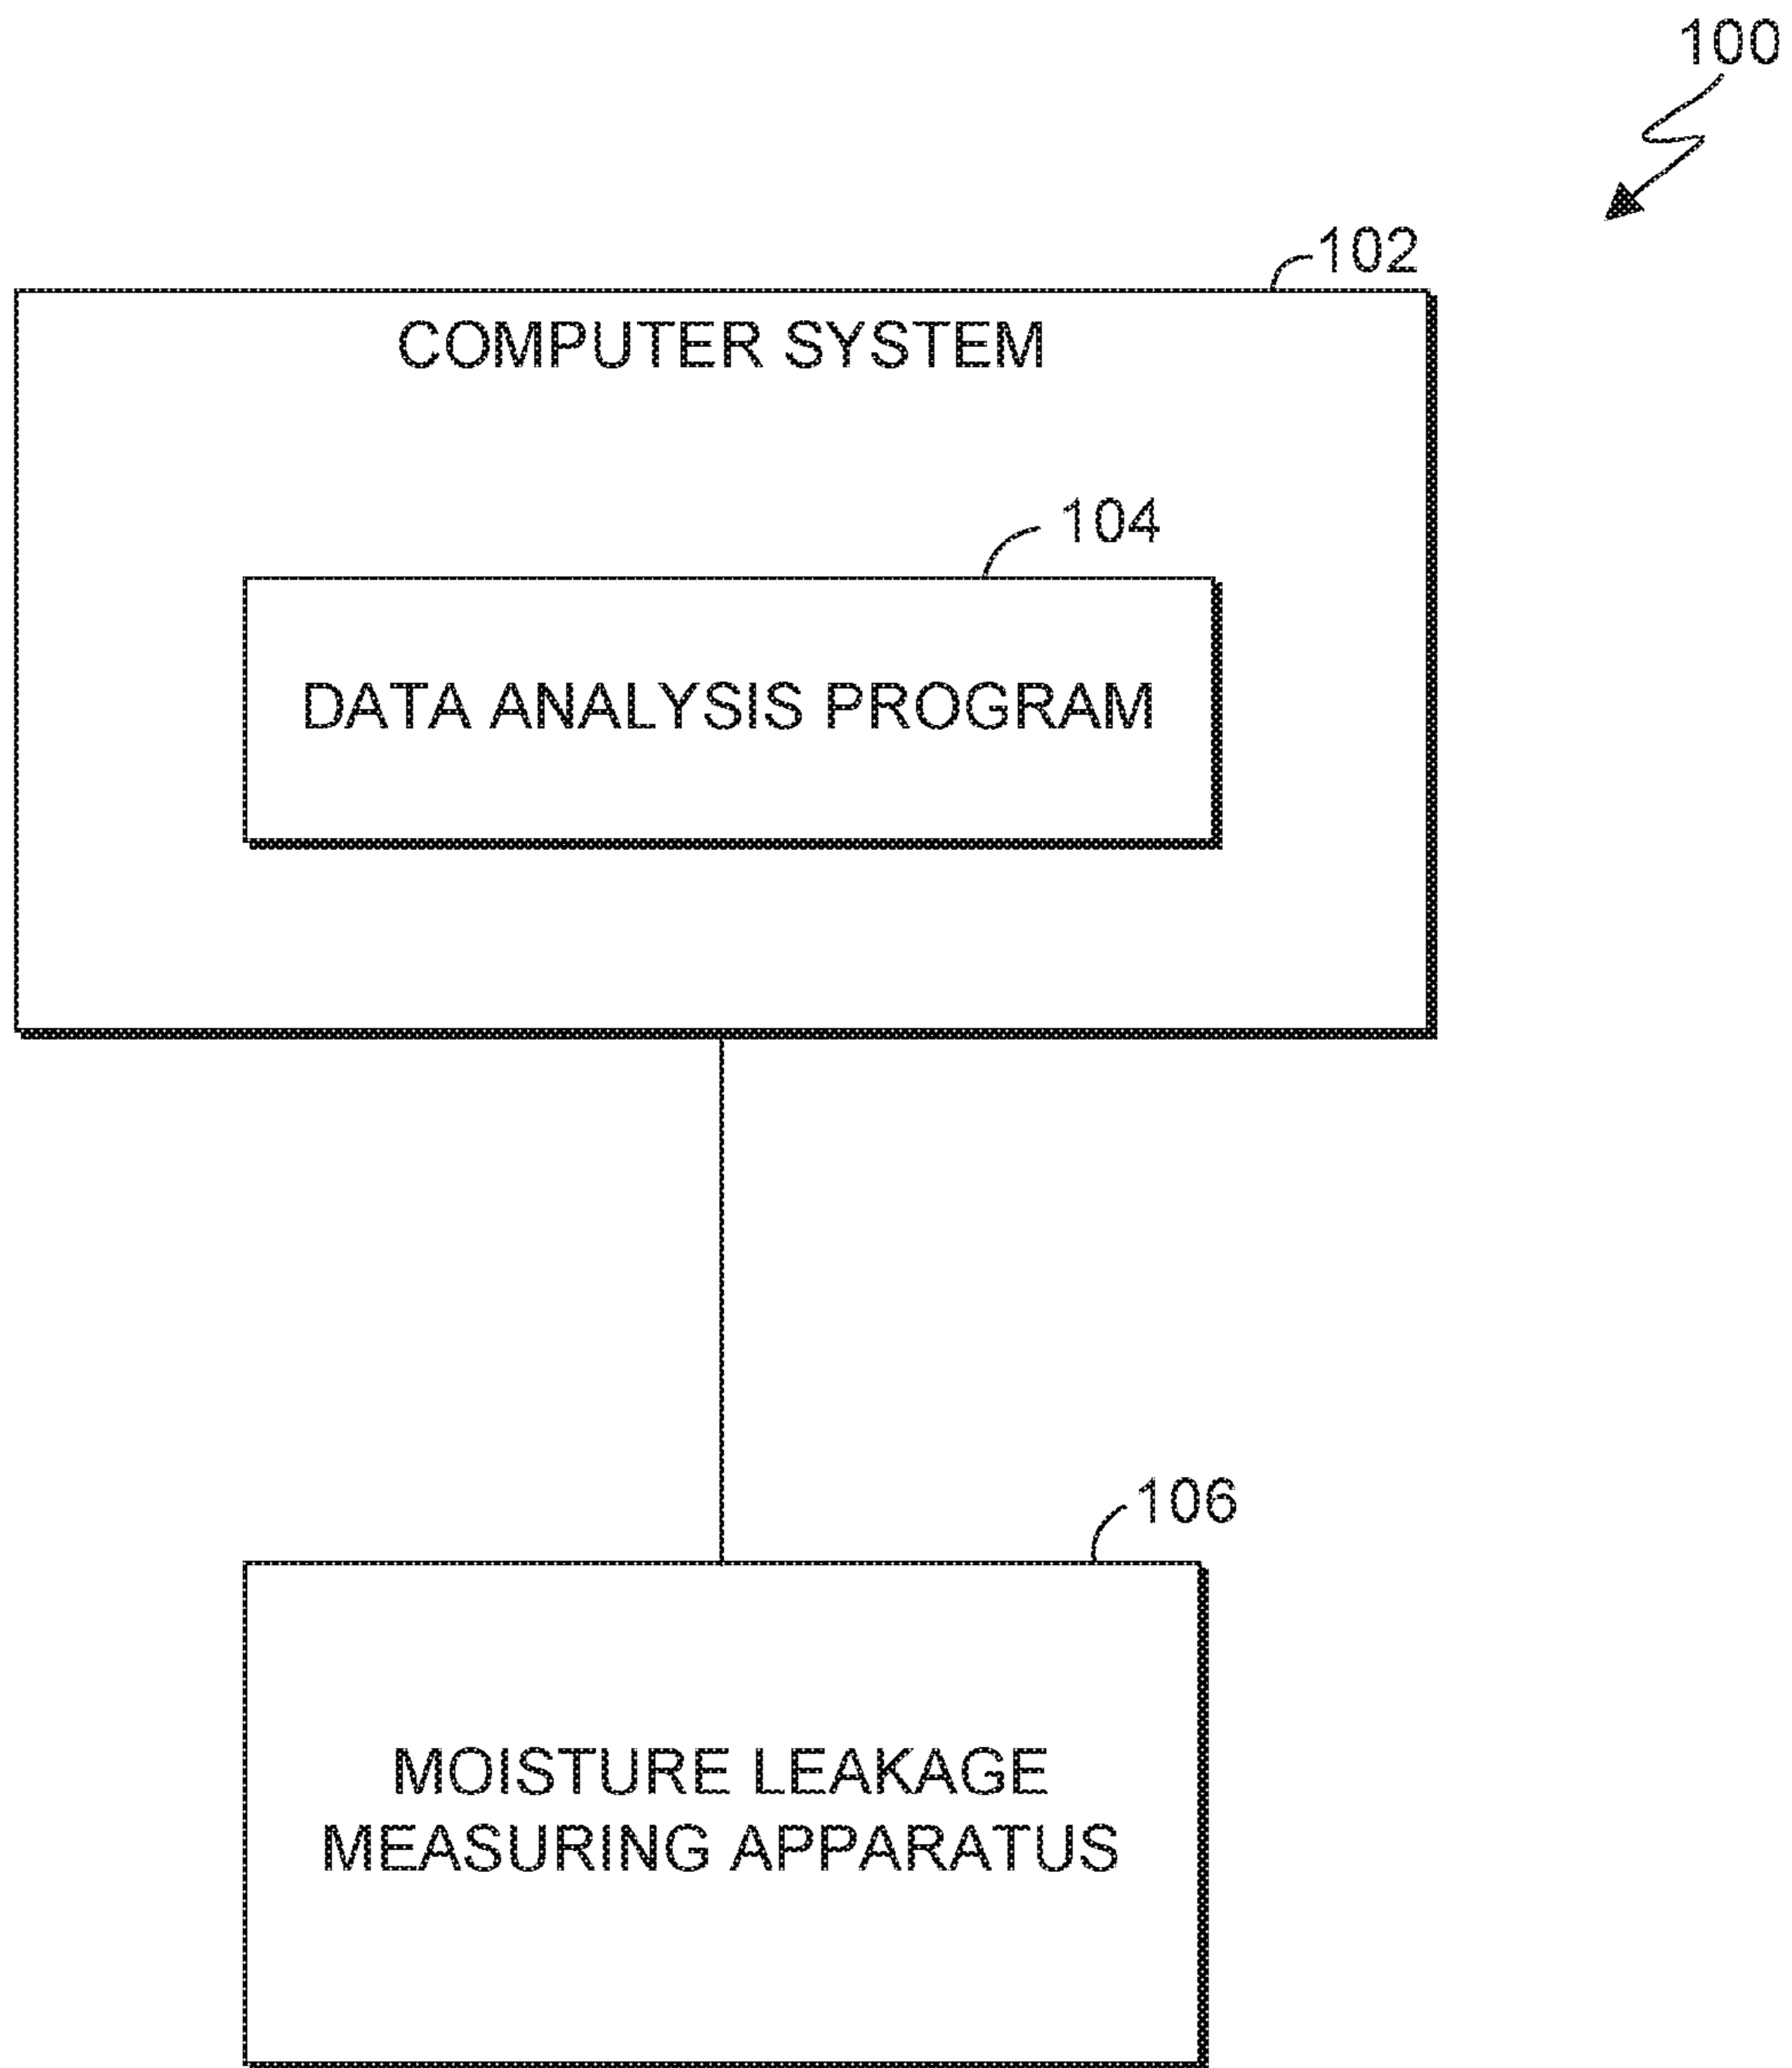 100
102
COMPUTER SYSTEM
104
DATA ANALYSIS PROGRAM
106
MOISTURE LEAKAGE
MEASURING APPARATUS